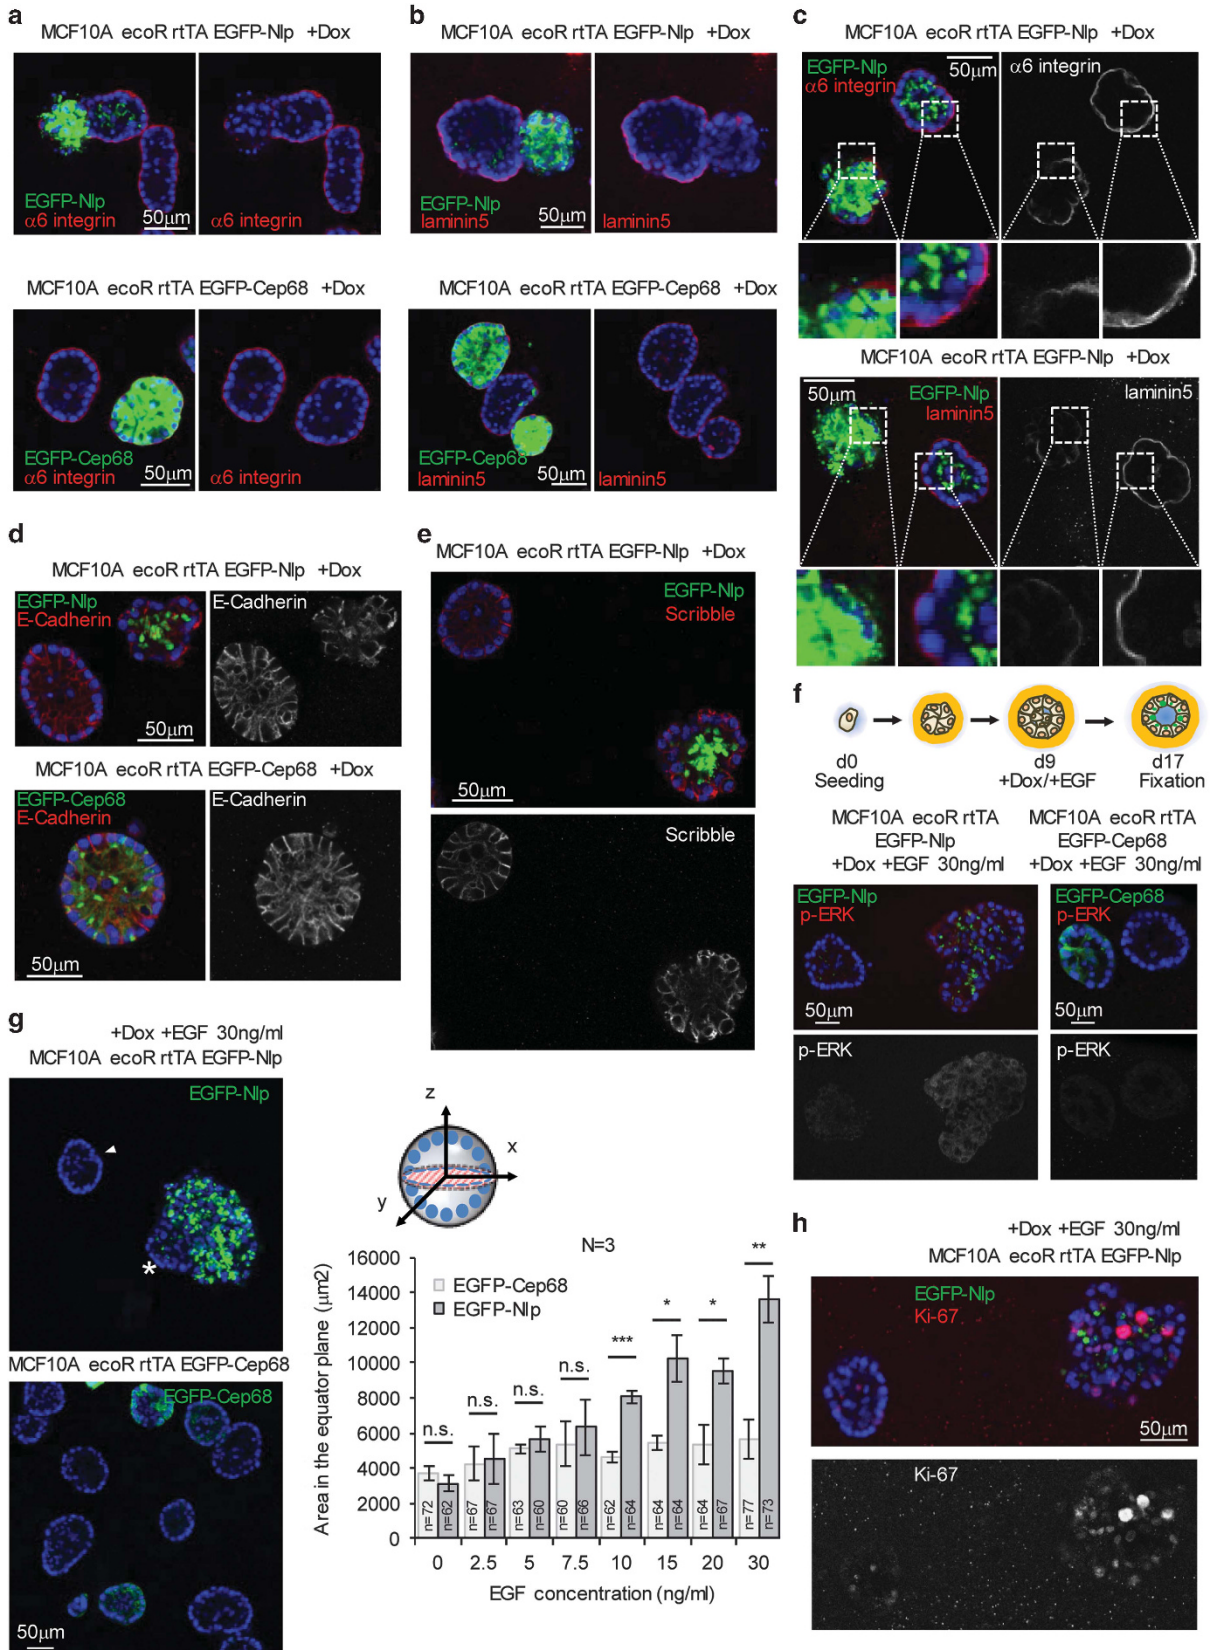 a
MCF10A ecoR rtTA EGFP-Nlp +Dox
EGFP-Nlp
α6 integrin
50μm
α6 integrin
MCF10A ecoR rtTA EGFP-Cep68 +Dox
EGFP-Cep68
α6 integrin
50μm
α6 integrin
b
MCF10A ecoR rtTA EGFP-Nlp +Dox
EGFP-Nlp
laminin5
50μm
laminin5
MCF10A ecoR rtTA EGFP-Cep68 +Dox
EGFP-Cep68
laminin5
50μm
laminin5
c
MCF10A ecoR rtTA EGFP-Nlp +Dox
EGFP-Nlp
α6 integrin
50μm
α6 integrin
MCF10A ecoR rtTA EGFP-Nlp +Dox
50μm
EGFP-Nlp
laminin5
laminin5
d
MCF10A ecoR rtTA EGFP-Nlp +Dox
EGFP-Nlp
E-Cadherin
50μm
E-Cadherin
MCF10A ecoR rtTA EGFP-Cep68 +Dox
EGFP-Cep68
E-Cadherin
50μm
E-Cadherin
e
MCF10A ecoR rtTA EGFP-Nlp +Dox
EGFP-Nlp
Scribble
50μm
Scribble
f
d0
Seeding
d9
+Dox/+EGF
d17
Fixation
MCF10A ecoR rtTA
EGFP-Nlp
+Dox +EGF 30ng/ml
MCF10A ecoR rtTA
EGFP-Cep68
+Dox +EGF 30ng/ml
EGFP-Nlp
p-ERK
50μm
p-ERK
EGFP-Cep68
p-ERK
50μm
p-ERK
g
+Dox +EGF 30ng/ml
MCF10A ecoR rtTA EGFP-Nlp
EGFP-Nlp
*
MCF10A ecoR rtTA EGFP-Cep68
EGFP-Cep68
50μm
z
x
y
N=3
EGFP-Cep68
EGFP-Nlp
Area in the equator plane (μm2)
16000
14000
12000
10000
8000
6000
4000
2000
0
n.s.
n.s.
n.s.
n.s.
***
*
*
**
n=72
n=62
n=67
n=67
n=63
n=60
n=60
n=66
n=62
n=64
n=64
n=64
n=64
n=67
n=77
n=73
0 2.5 5 7.5 10 15 20 30
EGF concentration (ng/ml)
h
+Dox +EGF 30ng/ml
MCF10A ecoR rtTA EGFP-Nlp
EGFP-Nlp
Ki-67
50μm
Ki-67